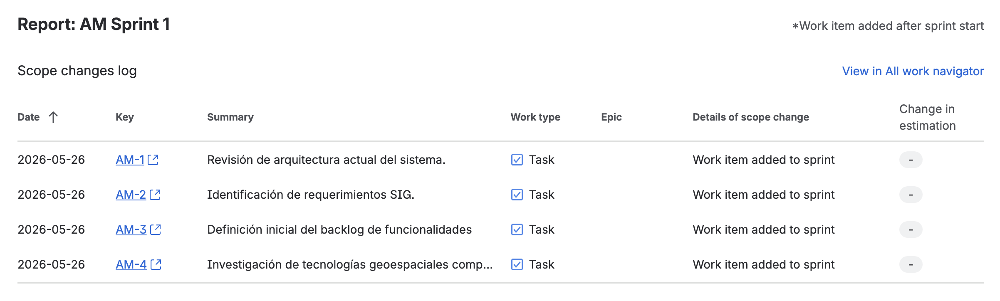 Report: AM Sprint 1
*Work item added after sprint start
Scope changes log
View in All work navigator
Date ↑ Key Summary Work type Epic Details of scope change Change in estimation
2026-05-26 AM-1 Revisión de arquitectura actual del sistema. Task Work item added to sprint -
2026-05-26 AM-2 Identificación de requerimientos SIG. Task Work item added to sprint -
2026-05-26 AM-3 Definición inicial del backlog de funcionalidades Task Work item added to sprint -
2026-05-26 AM-4 Investigación de tecnologías geoespaciales comp... Task Work item added to sprint -